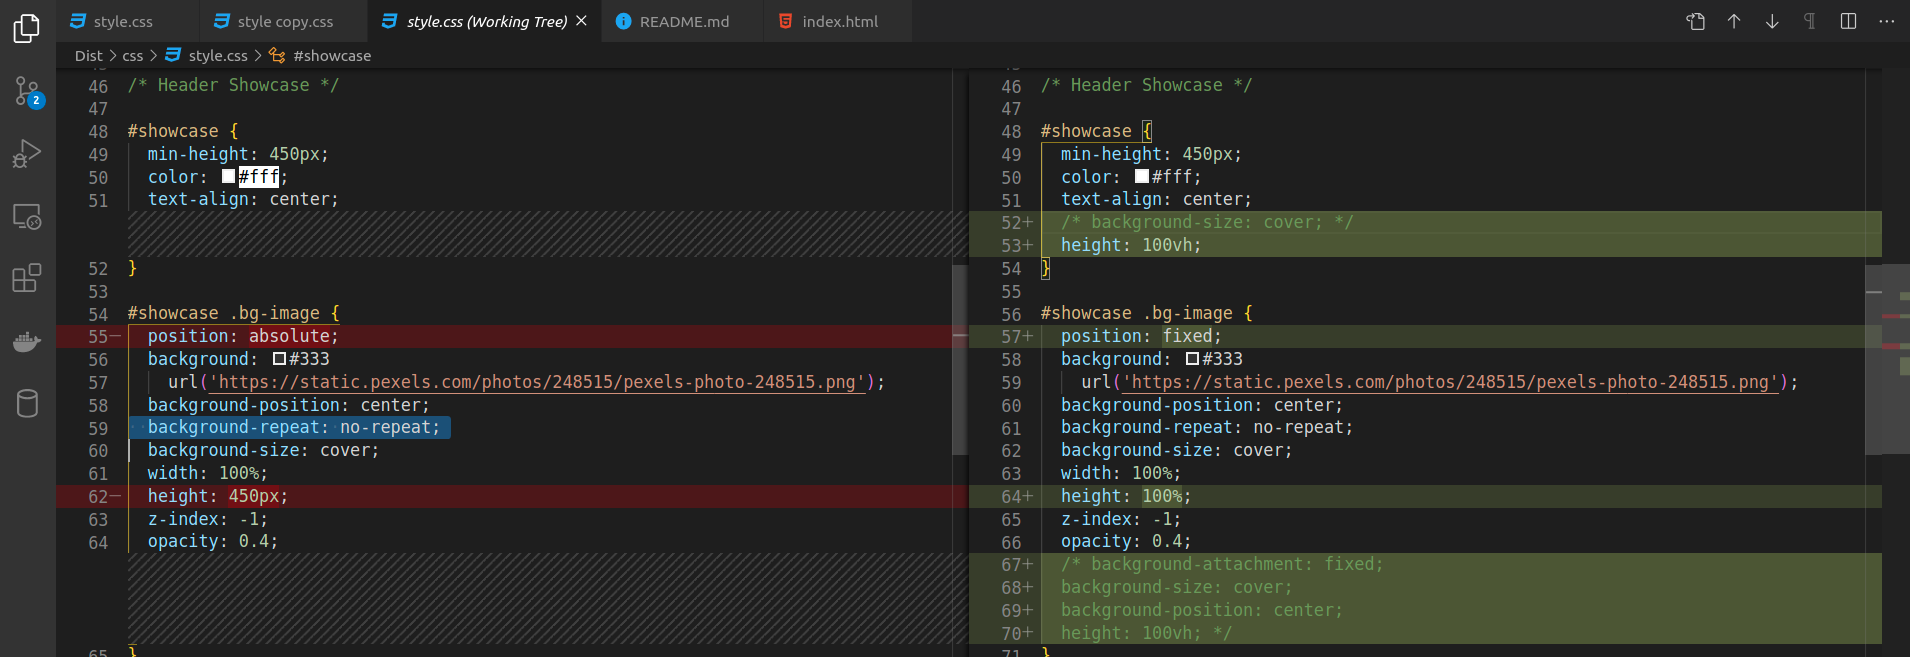 style.css
style copy.css
style.css (Working Tree)
README.md
index.html
Dist > css > style.css > #showcase
2
46 /* Header Showcase */
47
48 #showcase {
49 min-height: 450px;
50 color: #fff;
51 text-align: center;
52 }
53
54 #showcase .bg-image {
55− position: absolute;
56 background: #333
57 url('https://static.pexels.com/photos/248515/pexels-photo-248515.png');
58 background-position: center;
59 background-repeat: no-repeat;
60 background-size: cover;
61 width: 100%;
62− height: 450px;
63 z-index: -1;
64 opacity: 0.4;
65 }
46 /* Header Showcase */
47
48 #showcase {
49 min-height: 450px;
50 color: #fff;
51 text-align: center;
52+ /* background-size: cover; */
53+ height: 100vh;
54 }
55
56 #showcase .bg-image {
57+ position: fixed;
58 background: #333
59 url('https://static.pexels.com/photos/248515/pexels-photo-248515.png');
60 background-position: center;
61 background-repeat: no-repeat;
62 background-size: cover;
63 width: 100%;
64+ height: 100%;
65 z-index: -1;
66 opacity: 0.4;
67+ /* background-attachment: fixed;
68+ background-size: cover;
69+ background-position: center;
70+ height: 100vh; */
71 }